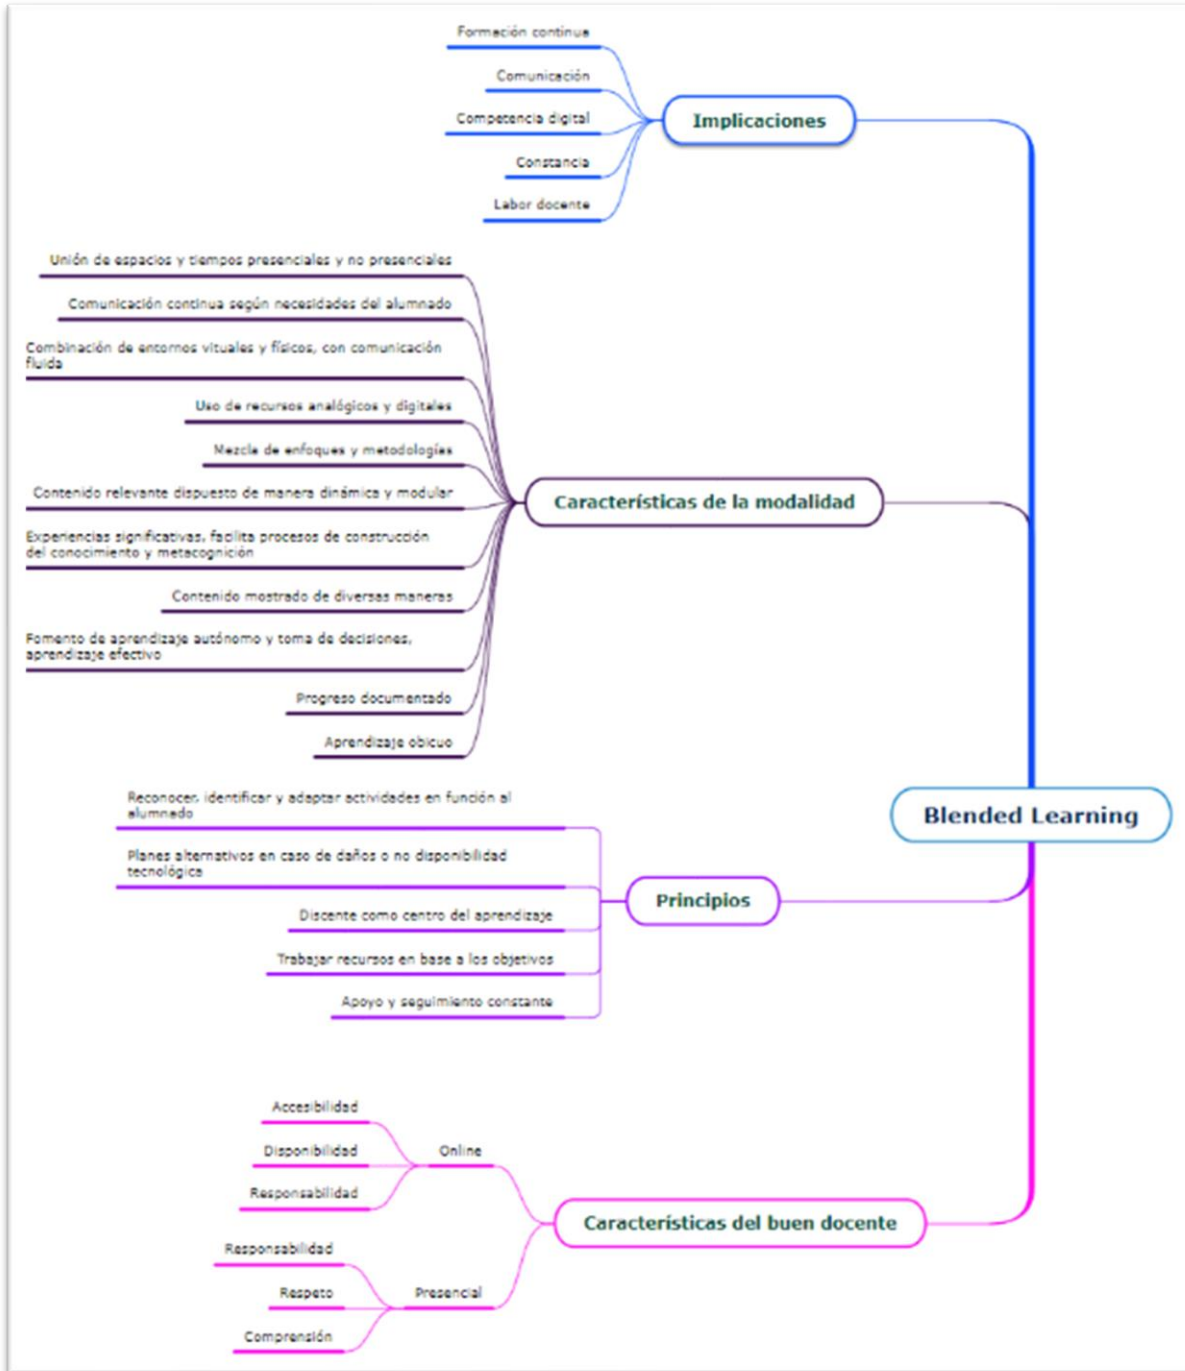 Formación continua
Comunicación
Competencia digital
Constancia
Labor docente
Implicaciones
Unión de espacios y tiempos presenciales y no presenciales
Comunicación continua según necesidades del alumnado
Combinación de entornos vituales y físicos, con comunicación
fluida
Uso de recursos analógicos y digitales
Mezcla de enfoques y metodologías
Contenido relevante dispuesto de manera dinámica y modular
Experiencias significativas, facilita procesos de construcción
del conocimiento y metacognición
Contenido mostrado de diversas maneras
Fomento de aprendizaje autónomo y toma de decisiones,
aprendizaje efectivo
Progreso documentado
Aprendizaje obicuo
Características de la modalidad
Blended Learning
Reconocer, identificar y adaptar actividades en función al
alumnado
Planes alternativos en caso de daños o no disponibilidad
tecnológica
Discente como centro del aprendizaje
Trabajar recursos en base a los objetivos
Apoyo y seguimiento constante
Principios
Accesibilidad
Disponibilidad
Responsabilidad
Online
Responsabilidad
Respeto
Comprensión
Presencial
Características del buen docente